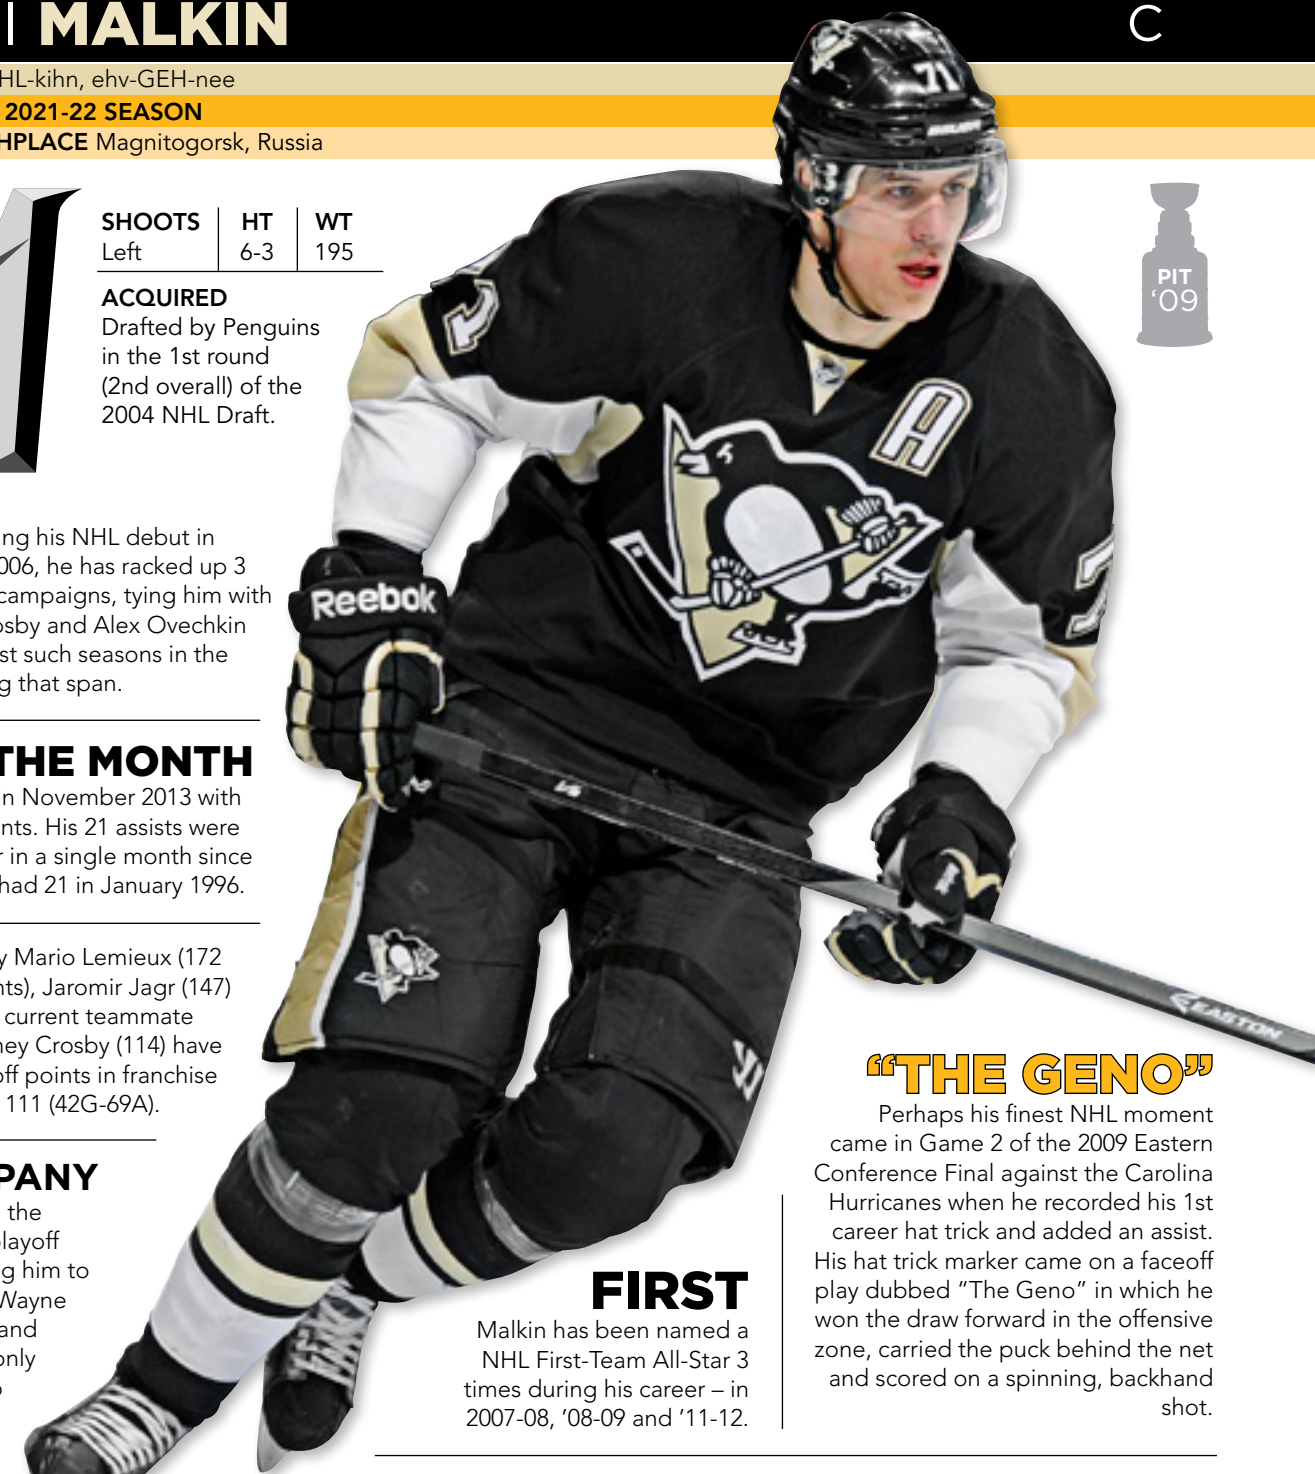 MALKIN
C
HL-kihn, ehv-GEH-nee
2021-22 SEASON
HPLACE Magnitogorsk, Russia
71
SHOOTS HT WT
Left 6-3 195
PIT
‘09
ACQUIRED
Drafted by Penguins
in the 1st round
(2nd overall) of the
2004 NHL Draft.
A
ng his NHL debut in
006, he has racked up 3
campaigns, tying him with
osby and Alex Ovechkin
st such seasons in the
g that span.
Reebok
THE MONTH
in November 2013 with
nts. His 21 assists were
r in a single month since
had 21 in January 1996.
y Mario Lemieux (172
nts), Jaromir Jagr (147)
current teammate
ney Crosby (114) have
off points in franchise
111 (42G-69A).
EASTON
PANY
the
layoff
g him to
Wayne
and
only
FIRST
Malkin has been named a
NHL First-Team All-Star 3
times during his career – in
2007-08, ’08-09 and ’11-12.
“THE GENO”
Perhaps his finest NHL moment
came in Game 2 of the 2009 Eastern
Conference Final against the Carolina
Hurricanes when he recorded his 1st
career hat trick and added an assist.
His hat trick marker came on a faceoff
play dubbed “The Geno” in which he
won the draw forward in the offensive
zone, carried the puck behind the net
and scored on a spinning, backhand
shot.